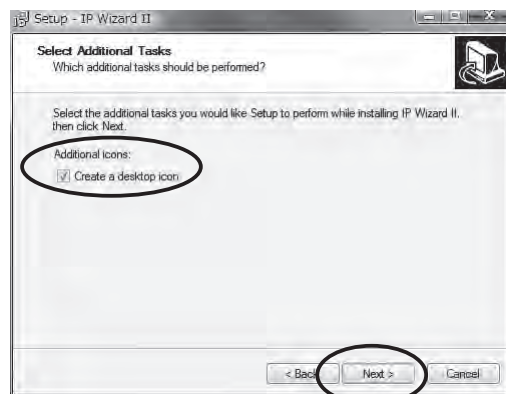 Setup - IP Wizard II
Select Additional Tasks
Which additional tasks should be performed?
Select the additional tasks you would like Setup to perform while installing IP Wizard II,
then click Next.
Additional icons:
Create a desktop icon
< Back
Next >
Cancel